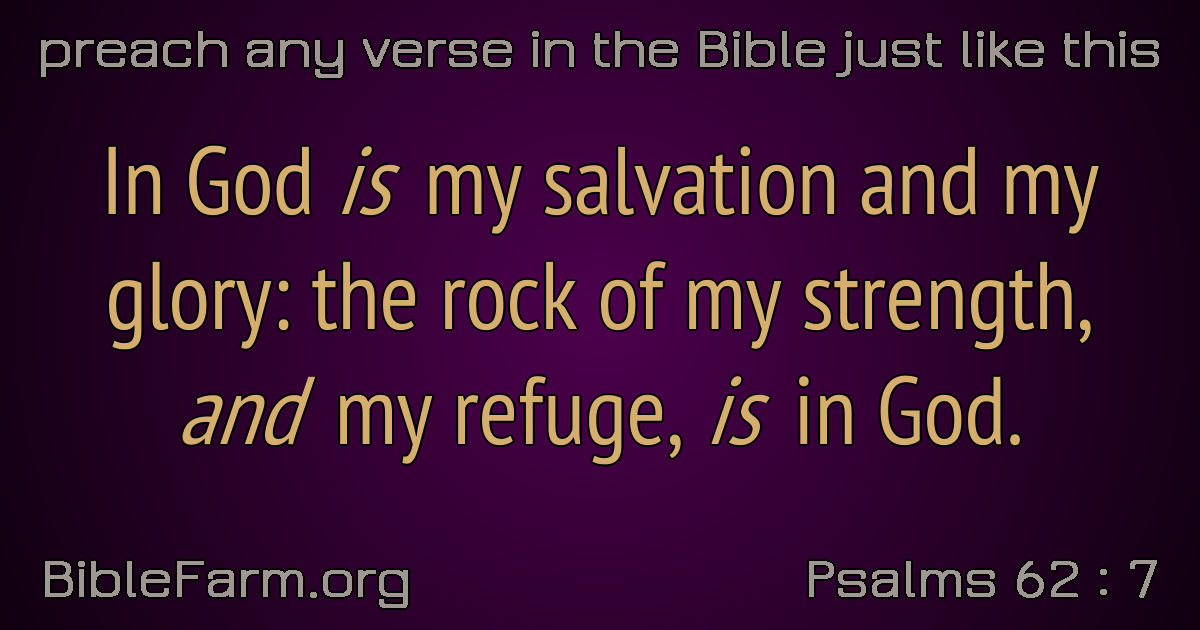 preach any verse in the Bible just like this
In God is my salvation and my
glory: the rock of my strength,
and my refuge, is in God.
BibleFarm.org
Psalms 62 : 7